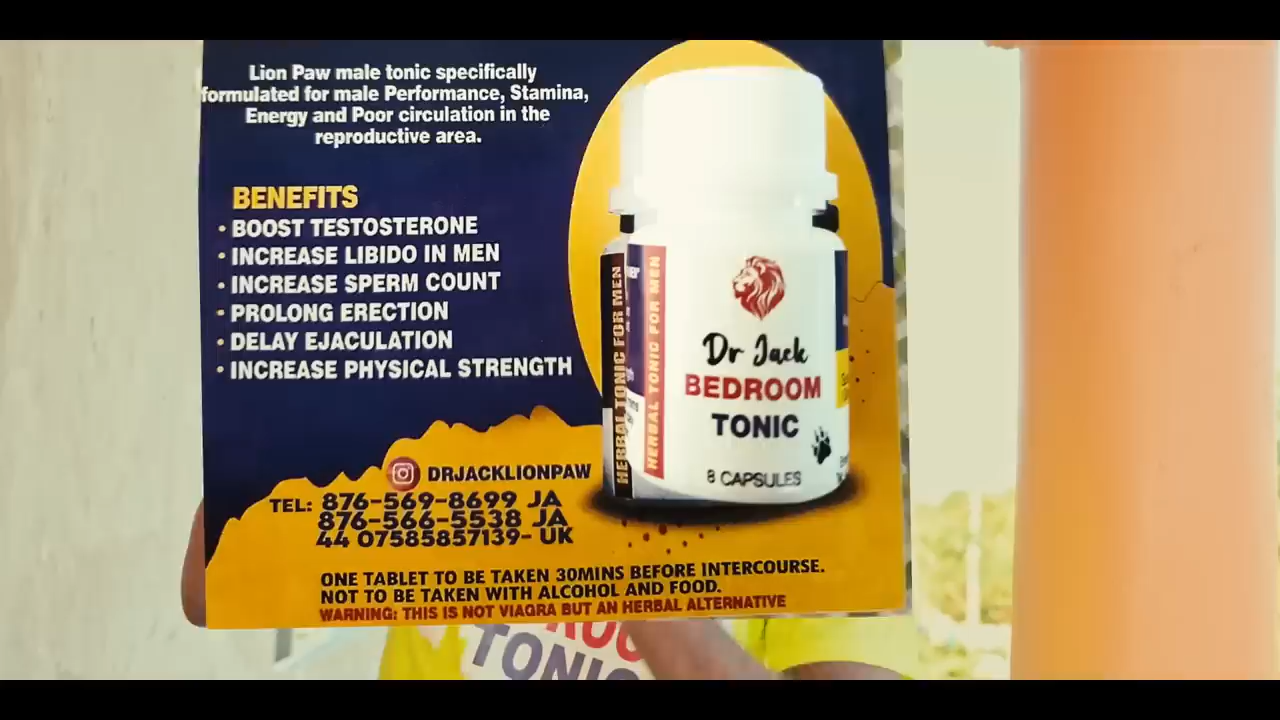 Lion Paw male tonic specifically
formulated for male Performance, Stamina,
Energy and Poor circulation in the
reproductive area.
BENEFITS
• BOOST TESTOSTERONE
• INCREASE LIBIDO IN MEN
• INCREASE SPERM COUNT
• PROLONG ERECTION
• DELAY EJACULATION
• INCREASE PHYSICAL STRENGTH
HERBAL TONIC FOR MEN
HERBAL TONIC FOR MEN
Dr Jack
BEDROOM
TONIC
8 CAPSULES
DRJACKLIONPAW
TEL: 876-569-8699 JA
876-566-5538 JA
44 07585857139- UK
ONE TABLET TO BE TAKEN 30MINS BEFORE INTERCOURSE.
NOT TO BE TAKEN WITH ALCOHOL AND FOOD.
WARNING: THIS IS NOT VIAGRA BUT AN HERBAL ALTERNATIVE
TONIC